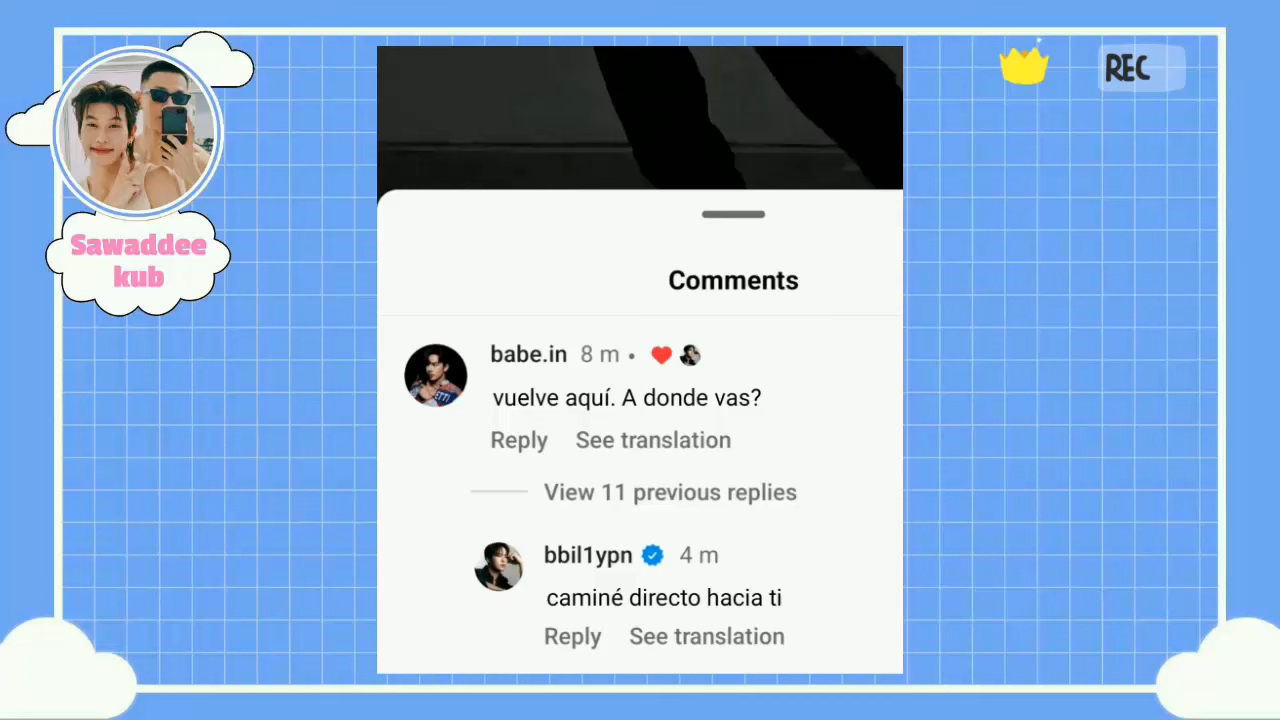 Sawaddee
kub
REC
Comments
babe.in 8 m •
vuelve aquí. A donde vas?
Reply See translation
View 11 previous replies
bbil1ypn 4 m
caminé directo hacia ti
Reply See translation